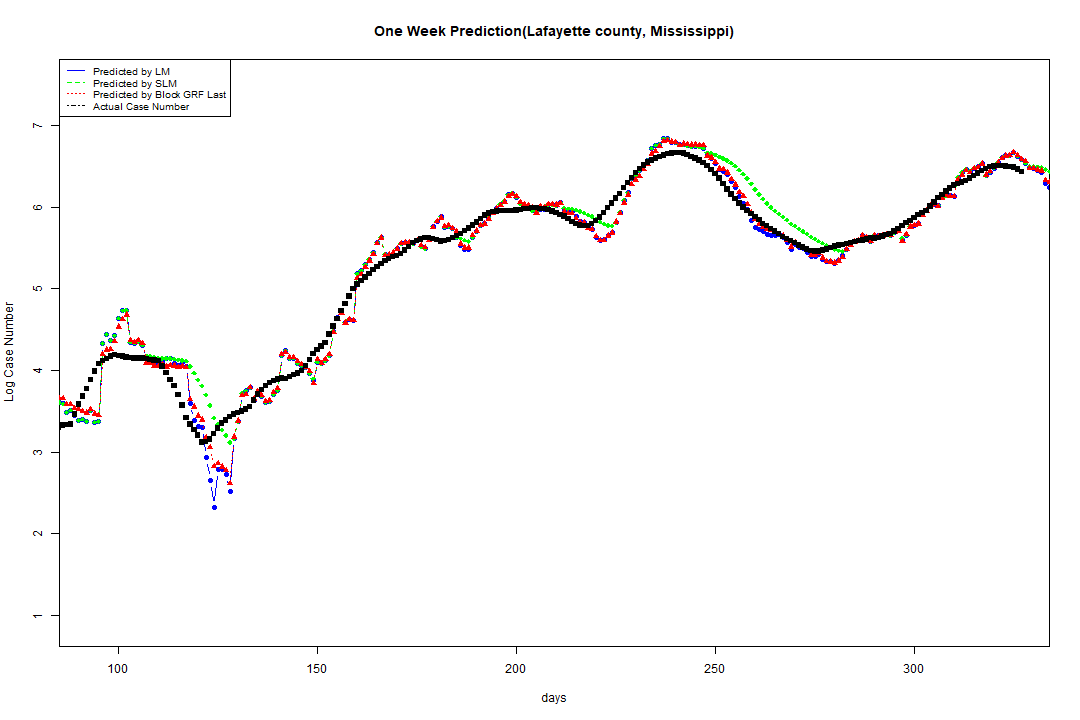 One Week Prediction(Lafayette county, Mississippi)
Predicted by LM
Predicted by SLM
Predicted by Block GRF Last
Actual Case Number
7
6
5
4
3
2
1
Log Case Number
100 150 200 250 300
days